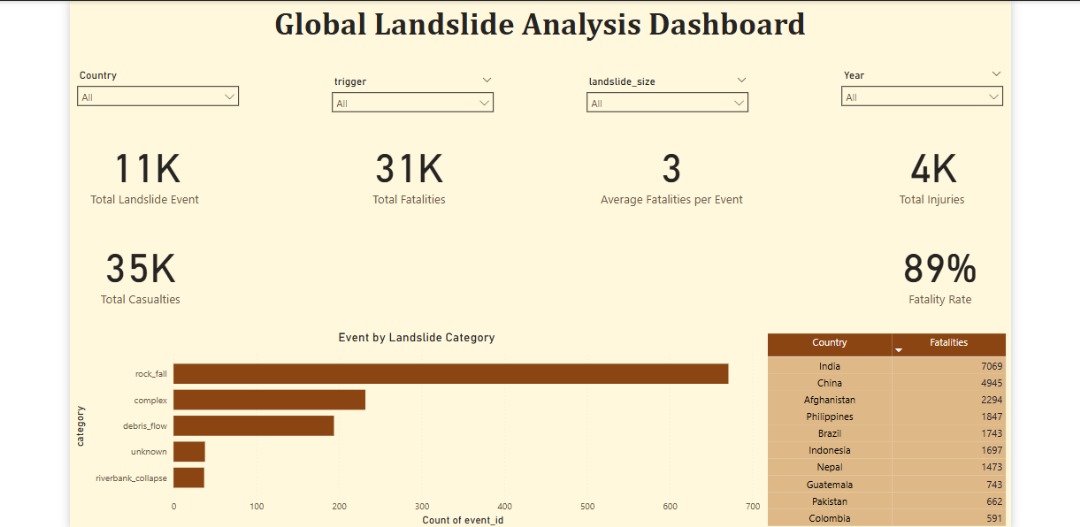 Global Landslide Analysis Dashboard
Country
All
trigger
All
landslide_size
All
Year
All
11K
Total Landslide Event
31K
Total Fatalities
3
Average Fatalities per Event
4K
Total Injuries
35K
Total Casualties
89%
Fatality Rate
Event by Landslide Category
category
rock_fall
complex
debris_flow
unknown
riverbank_collapse
0 100 200 300 400 500 600 700
Count of event_id
Country Fatalities
India 7069
China 4945
Afghanistan 2294
Philippines 1847
Brazil 1743
Indonesia 1697
Nepal 1473
Guatemala 743
Pakistan 662
Colombia 591